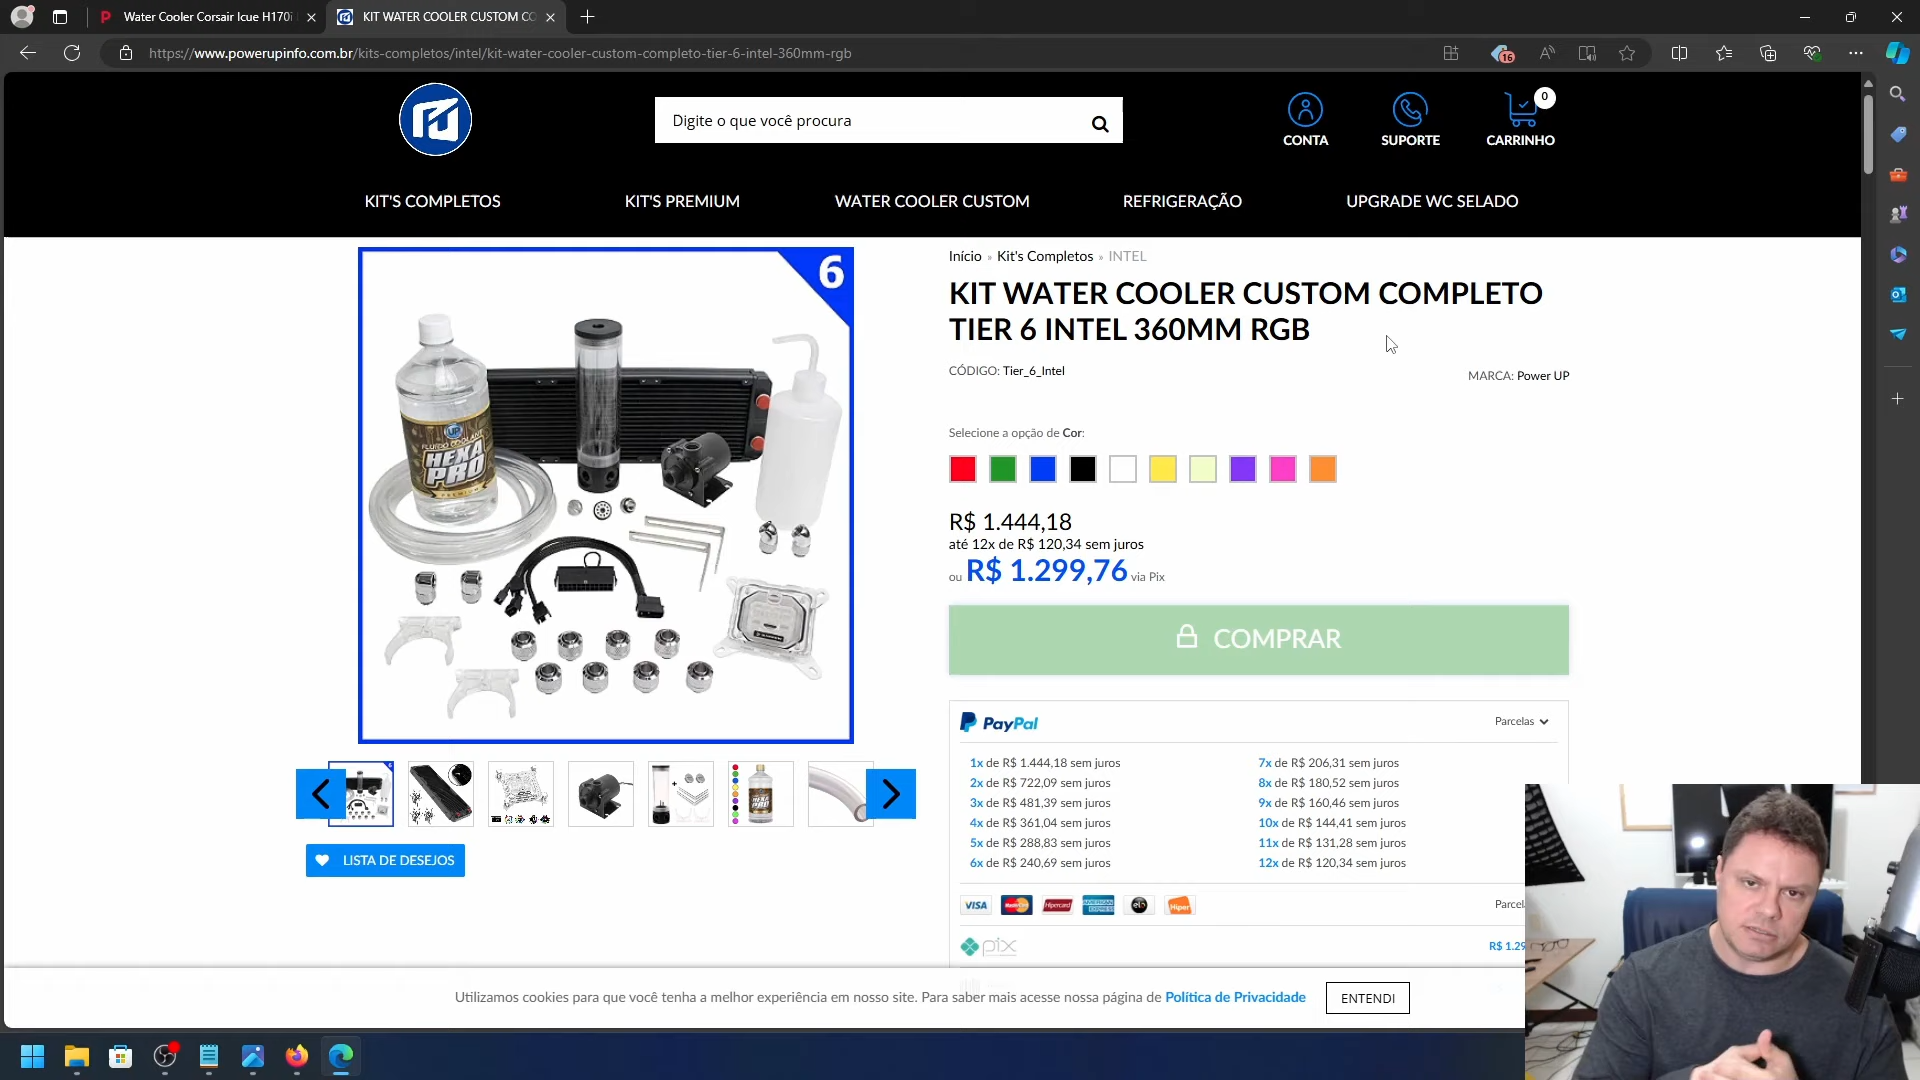 Water Cooler Corsair Icue H170i
KIT WATER COOLER CUSTOM CO
https://www.powerupinfo.com.br/kits-completos/intel/kit-water-cooler-custom-completo-tier-6-intel-360mm-rgb
16
Digite o que você procura
0
CONTA
SUPORTE
CARRINHO
KIT'S COMPLETOS
KIT'S PREMIUM
WATER COOLER CUSTOM
REFRIGERAÇÃO
UPGRADE WC SELADO
6
UP
FLUIDO COOLANT
HEXA
PRO
PREMIUM
Início » Kit's Completos » INTEL
KIT WATER COOLER CUSTOM COMPLETO
TIER 6 INTEL 360MM RGB
CÓDIGO: Tier_6_Intel
MARCA: Power UP
Selecione a opção de Cor:
R$ 1.444,18
até 12x de R$ 120,34 sem juros
ou R$ 1.299,76 via Pix
COMPRAR
PayPal
Parcelas
1x de R$ 1.444,18 sem juros
2x de R$ 722,09 sem juros
3x de R$ 481,39 sem juros
4x de R$ 361,04 sem juros
5x de R$ 288,83 sem juros
6x de R$ 240,69 sem juros
7x de R$ 206,31 sem juros
8x de R$ 180,52 sem juros
9x de R$ 160,46 sem juros
10x de R$ 144,41 sem juros
11x de R$ 131,28 sem juros
12x de R$ 120,34 sem juros
VISA
MasterCard
Hipercard
AMERICAN EXPRESS
elo
Hiper
Parcel
pix
R$ 1.29
LISTA DE DESEJOS
Utilizamos cookies para que você tenha a melhor experiência em nosso site. Para saber mais acesse nossa página de Política de Privacidade
ENTENDI